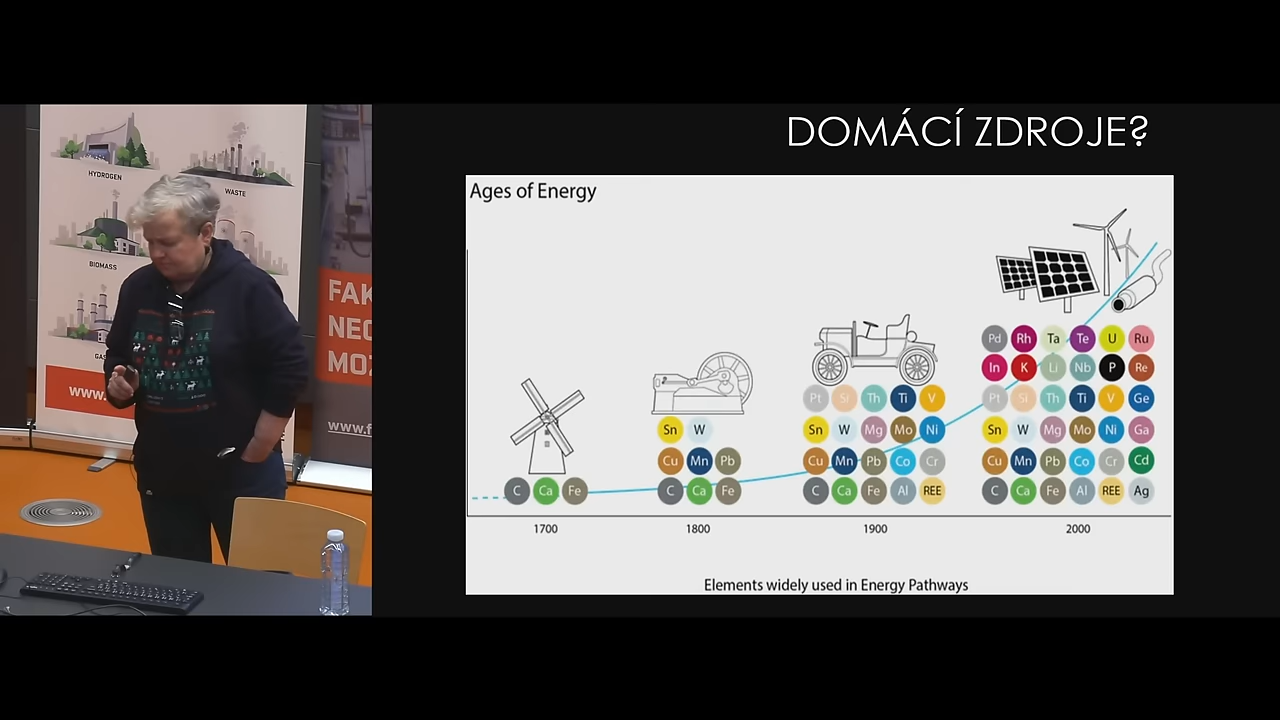 HYDROGEN
WASTE
BIOMASS
www.
FAK
NEO
MOZ
DOMÁCÍ ZDROJE?
Ages of Energy
Pd Rh Ta Te U Ru
In K Li Nb P Re
Pt Sr Th Ti V
Pt Si Th Ti V Ge
Sn W
Sn W Mg Mo Ni
Sn W Mg Mo Ni Ga
Cu Mn Pb
Cu Mn Pb Co Cr
Cu Mn Pb Co Cr Cd
C Ca Fe
C Ca Fe
C Ca Fe Al REE
C Ca Fe Al REE Ag
1700 1800 1900 2000
Elements widely used in Energy Pathways